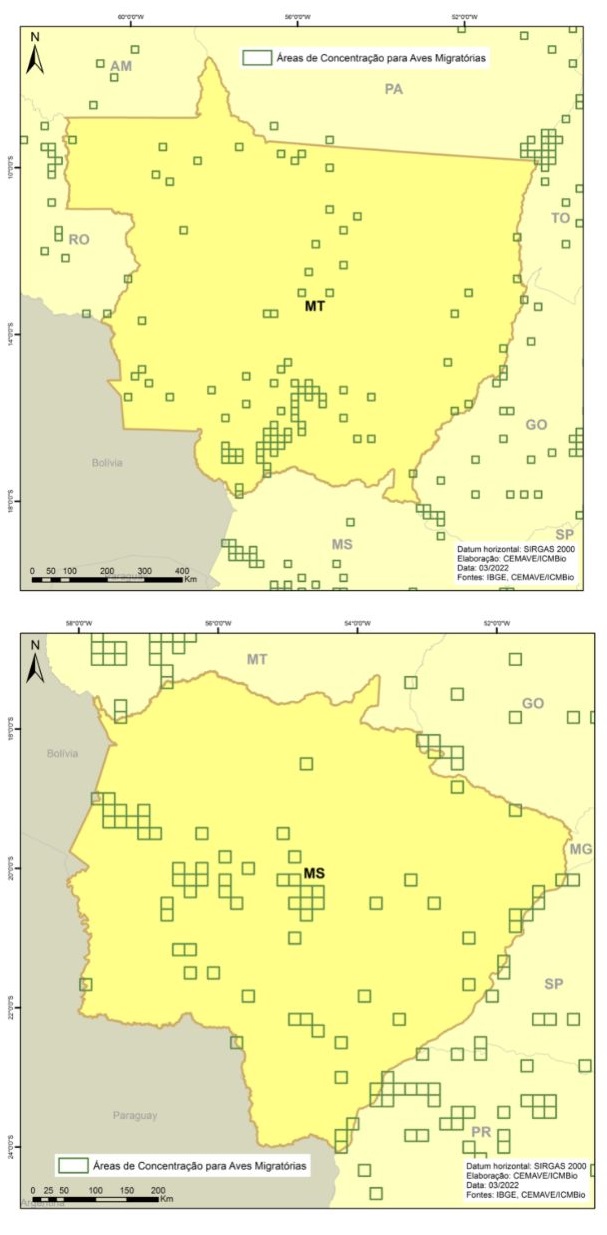 60°0'0"W 56°0'0"W 52°0'0"W
N
Áreas de Concentração para Aves Migratórias
AM
PA
10°0'0"S
TO
RO
MT
14°0'0"S
GO
Bolívia
18°0'0"S
MS
SP
Datum horizontal: SIRGAS 2000
Elaboração: CEMAVE/ICMBio
Data: 03/2022
Fontes: IBGE, CEMAVE/ICMBio
0 50 100 200 300 400
Km
58°0'0"W 56°0'0"W 54°0'0"W 52°0'0"W
N
MT
GO
18°0'0"S
Bolívia
MG
20°0'0"S
MS
SP
22°0'0"S
Paraguay
PR
24°0'0"S
Áreas de Concentração para Aves Migratórias
Datum horizontal: SIRGAS 2000
Elaboração: CEMAVE/ICMBio
Data: 03/2022
Fontes: IBGE, CEMAVE/ICMBio
0 25 50 100 150 200
Km
Argentina